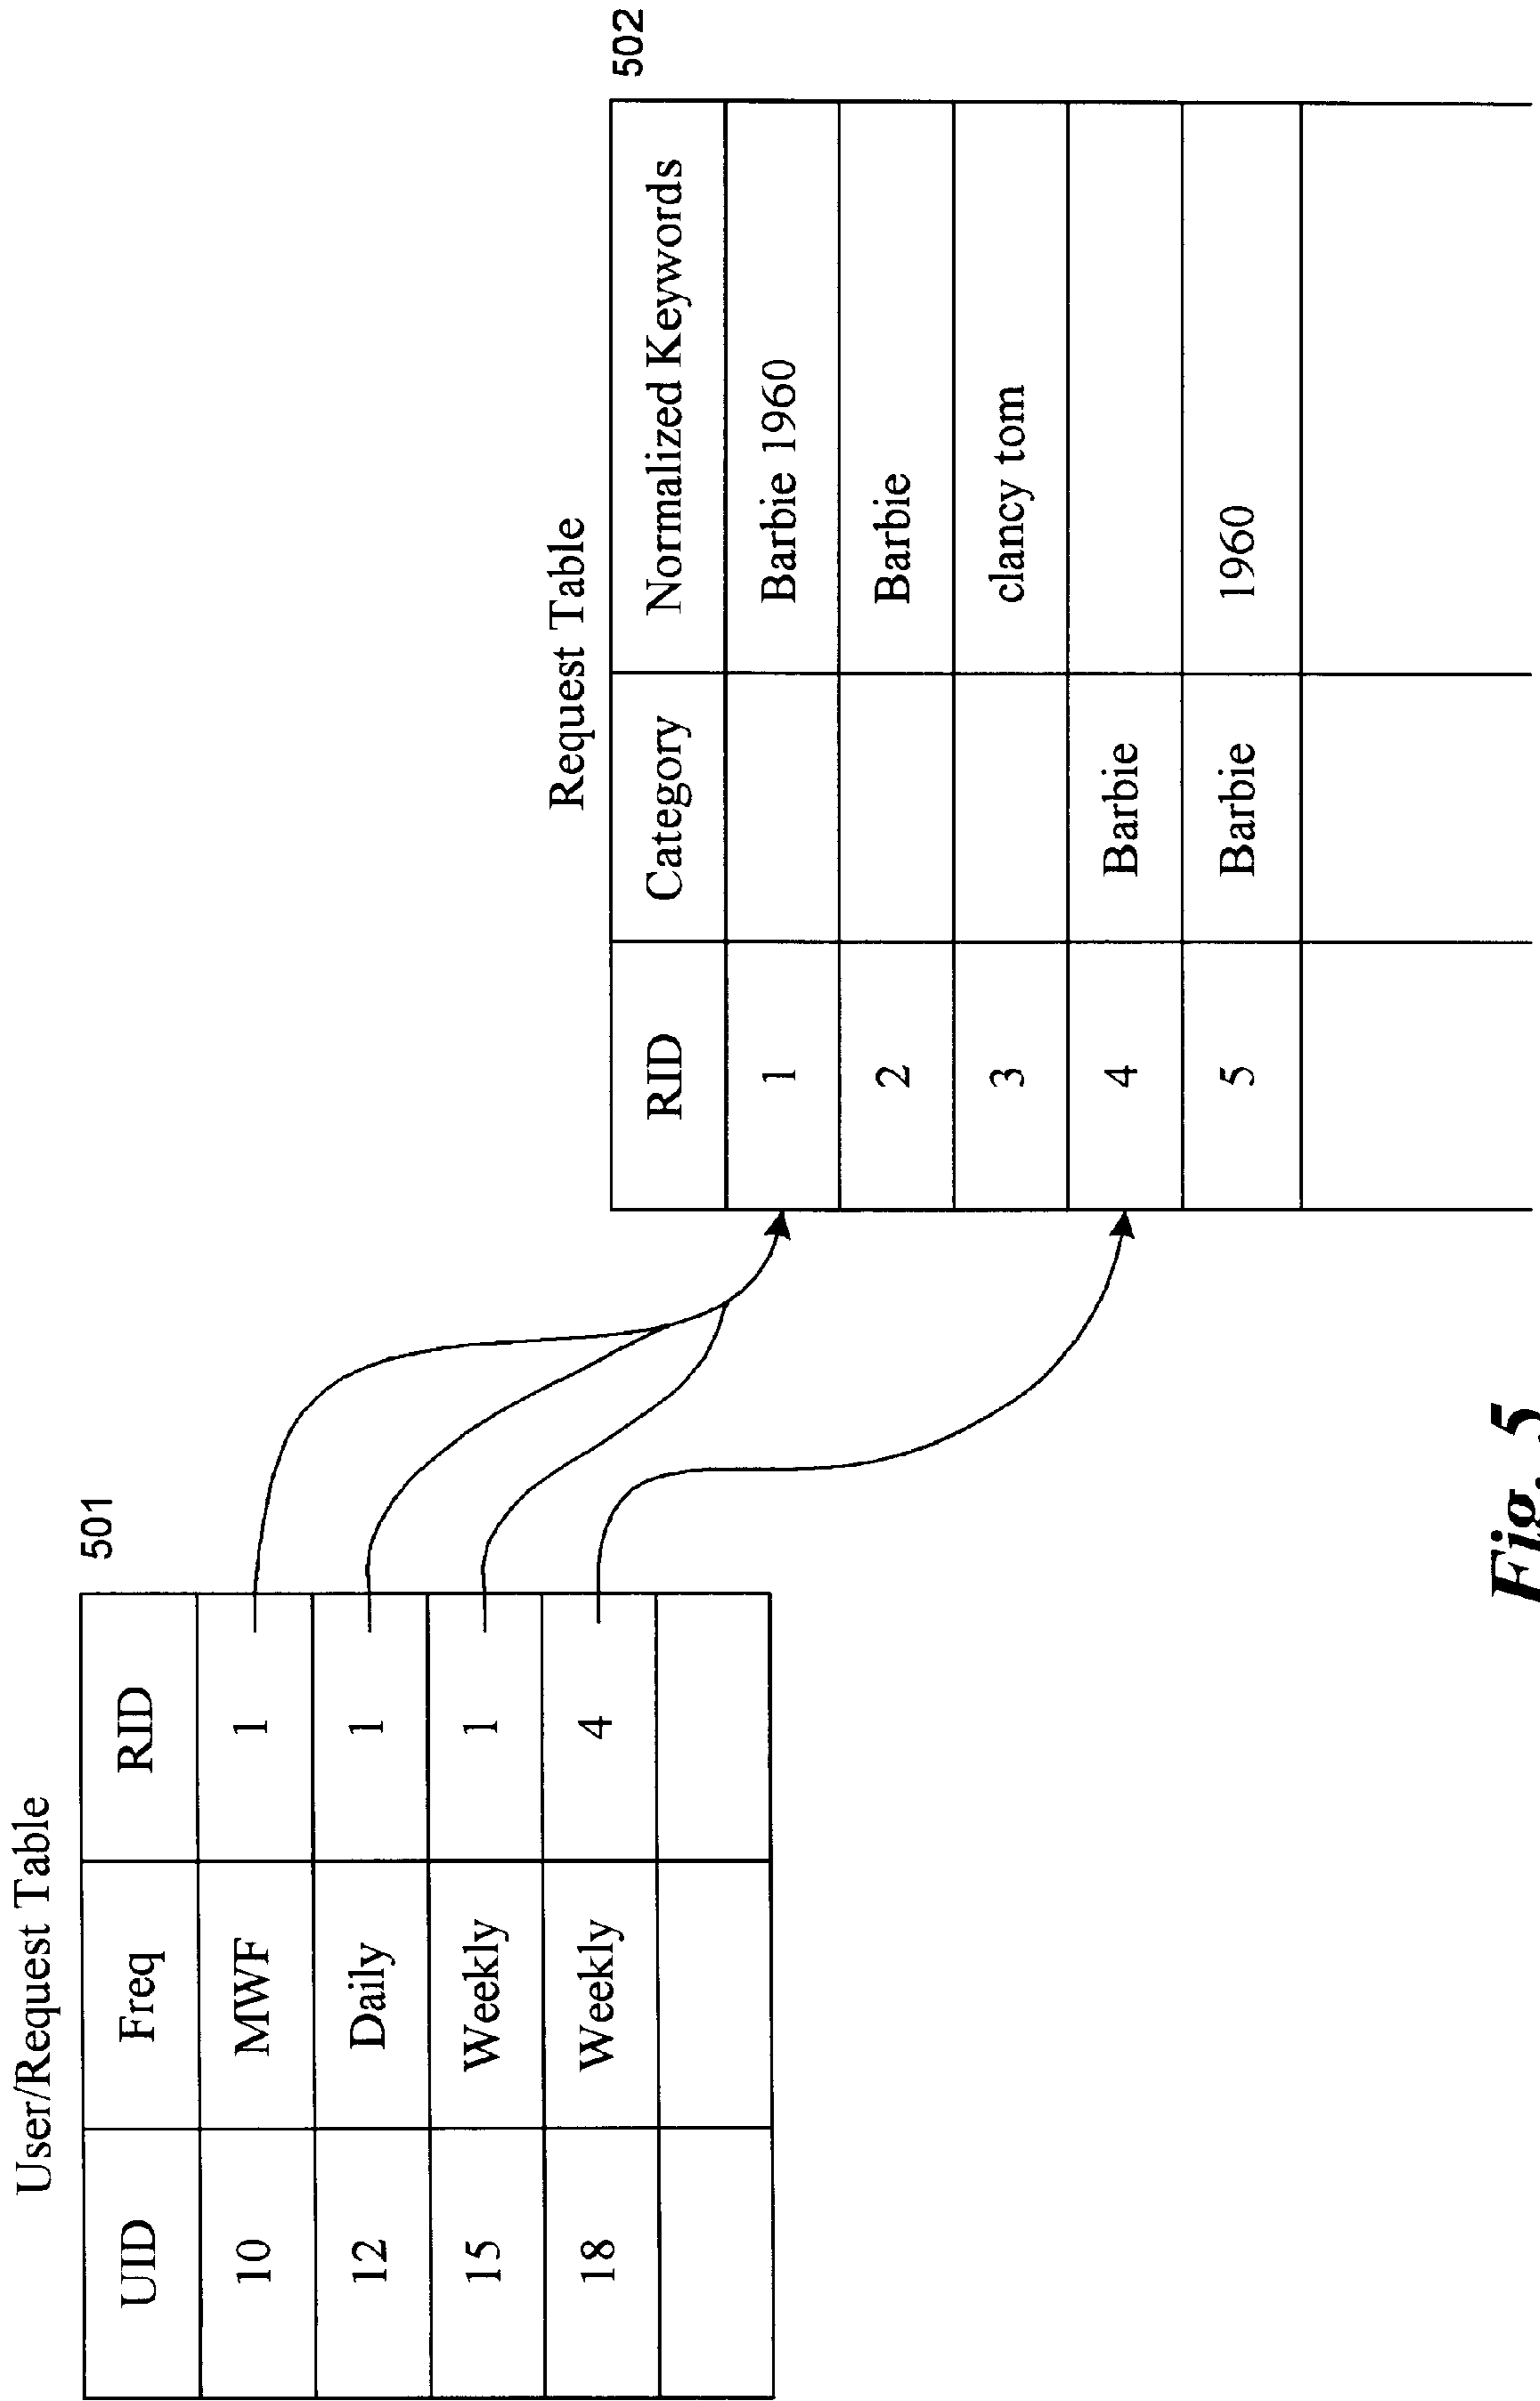 User/Request Table
501
UID Freq RID
10 MWF 1
12 Daily 1
15 Weekly 1
18 Weekly 4
Request Table
502
RID Category Normalized Keywords
1 Barbie 1960
2 Barbie
3 clancy tom
4 Barbie
5 Barbie 1960
Fig. 5